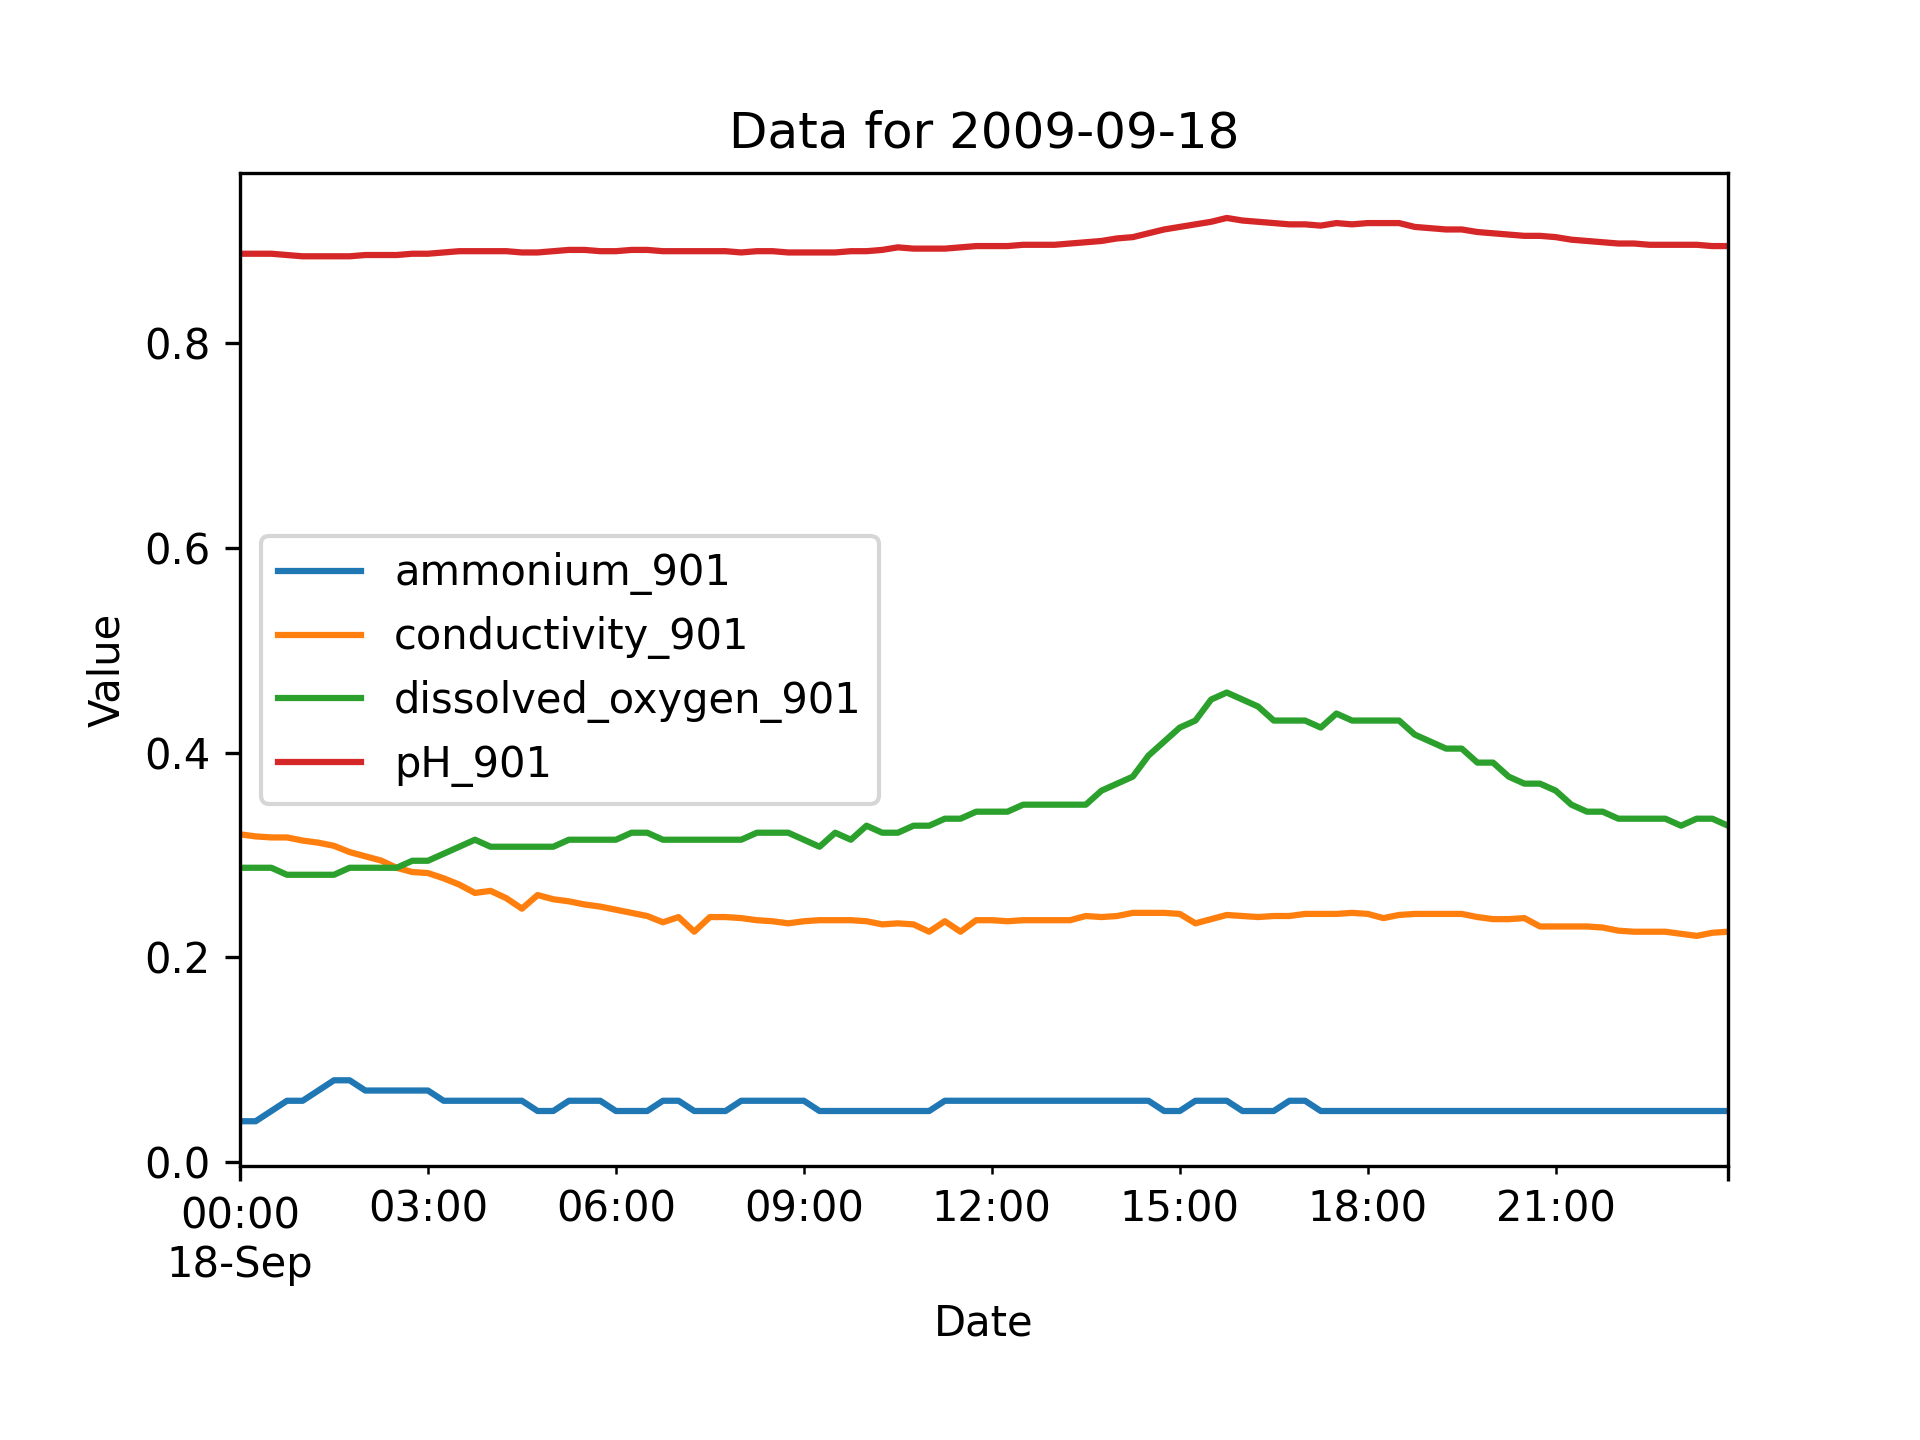 Data for 2009-09-18
Value
0.8
0.6
0.4
0.2
0.0
ammonium_901
conductivity_901
dissolved_oxygen_901
pH_901
00:00 03:00 06:00 09:00 12:00 15:00 18:00 21:00
18-Sep
Date